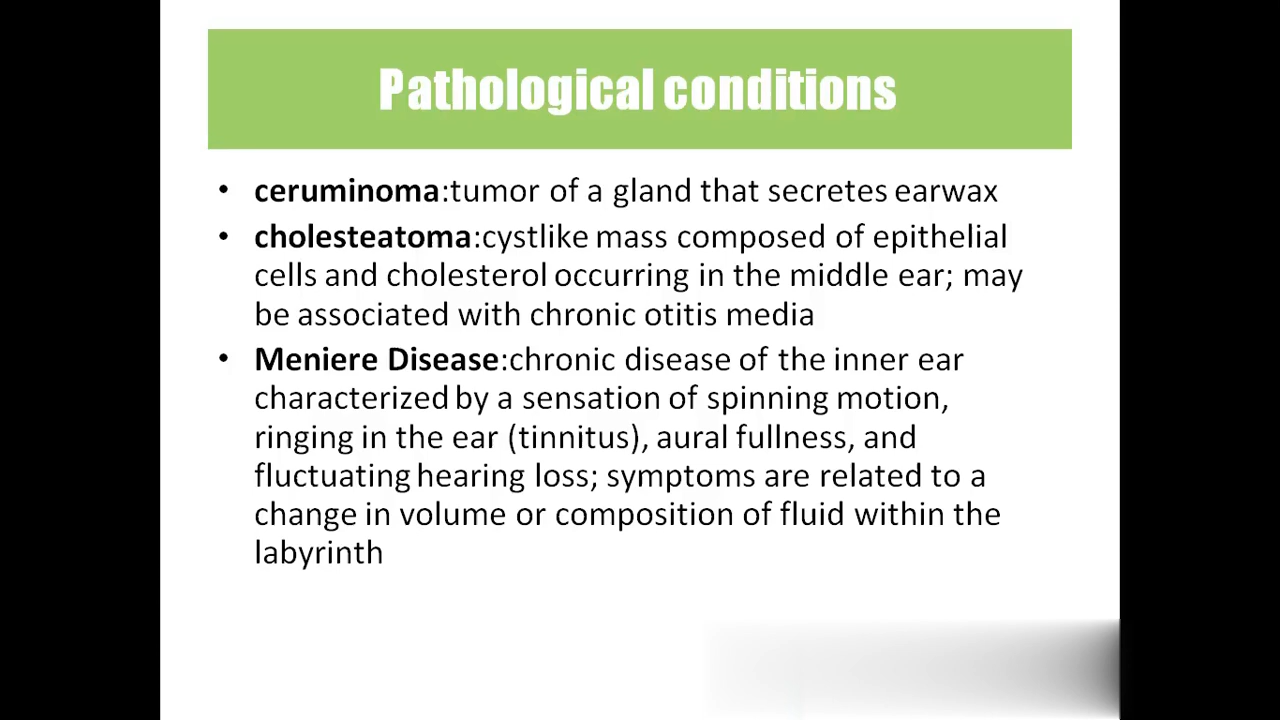 Pathological conditions
• ceruminoma:tumor of a gland that secretes earwax
• cholesteatoma:cystlike mass composed of epithelial
cells and cholesterol occurring in the middle ear; may
be associated with chronic otitis media
• Meniere Disease:chronic disease of the inner ear
characterized by a sensation of spinning motion,
ringing in the ear (tinnitus), aural fullness, and
fluctuating hearing loss; symptoms are related to a
change in volume or composition of fluid within the
labyrinth